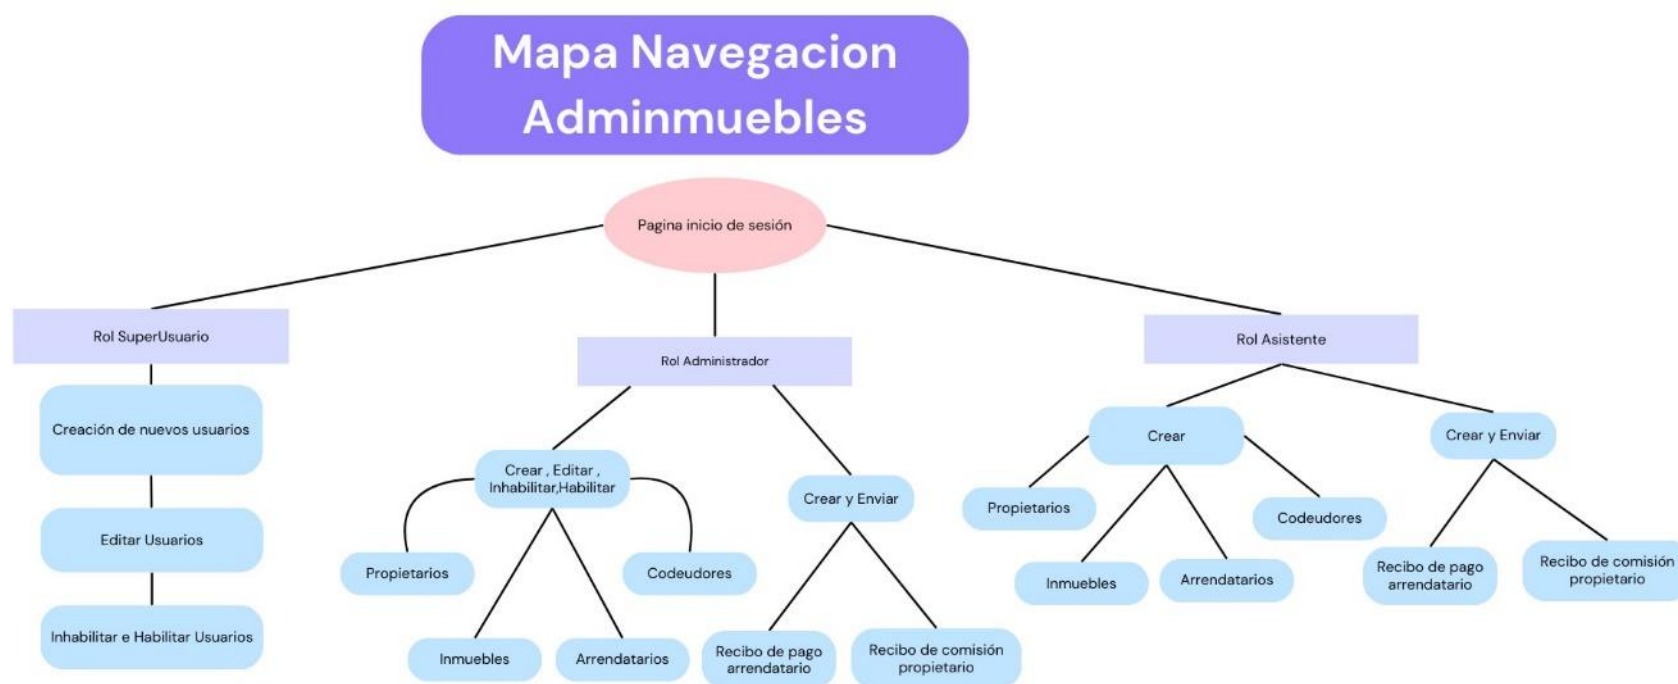 Mapa Navegacion
Adminmuebles
Pagina inicio de sesión
Rol SuperUsuario
Creación de nuevos usuarios
Editar Usuarios
Inhabilitar e Habilitar Usuarios
Rol Administrador
Crear , Editar ,
Inhabilitar,Habilitar
Propietarios
Inmuebles
Arrendatarios
Codeudores
Crear y Enviar
Recibo de pago
arrendatario
Recibo de comisión
propietario
Rol Asistente
Crear
Propietarios
Inmuebles
Arrendatarios
Codeudores
Crear y Enviar
Recibo de pago
arrendatario
Recibo de comisión
propietario